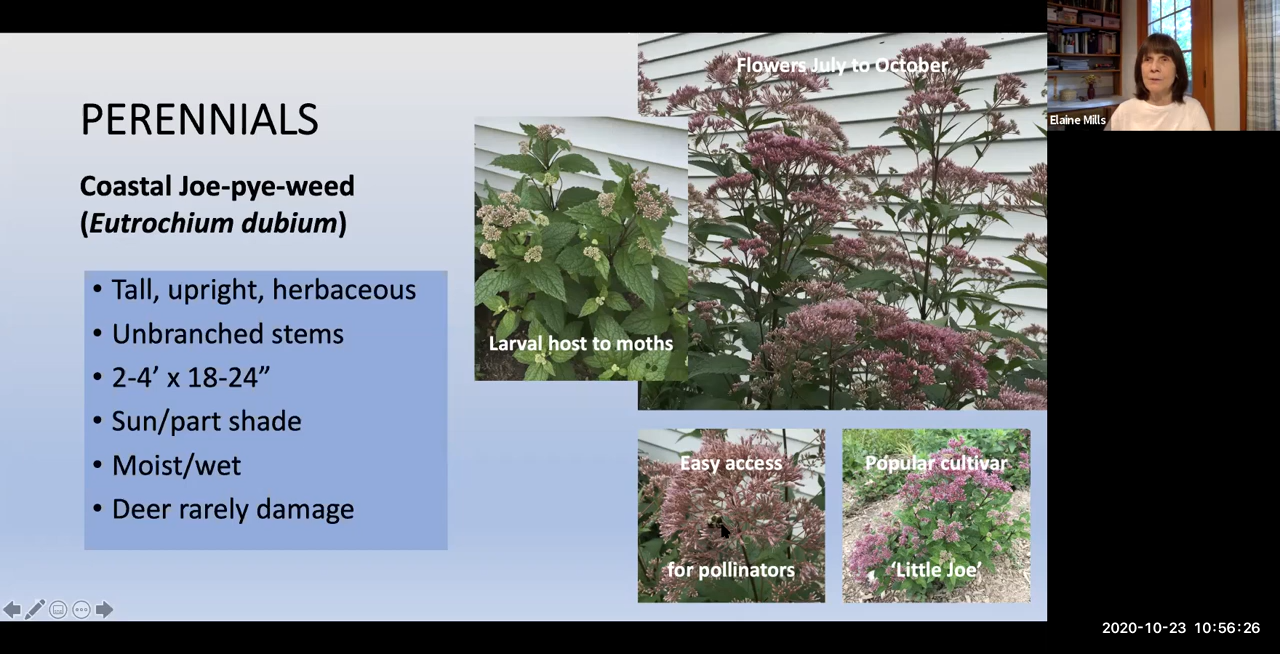 PERENNIALS
Coastal Joe-pye-weed
(Eutrochium dubium)
• Tall, upright, herbaceous
• Unbranched stems
• 2-4’ x 18-24”
• Sun/part shade
• Moist/wet
• Deer rarely damage
Flowers July to October
Larval host to moths
Easy access
for pollinators
Popular cultivar
‘Little Joe’
Elaine Mills
2020-10-23 10:56:26